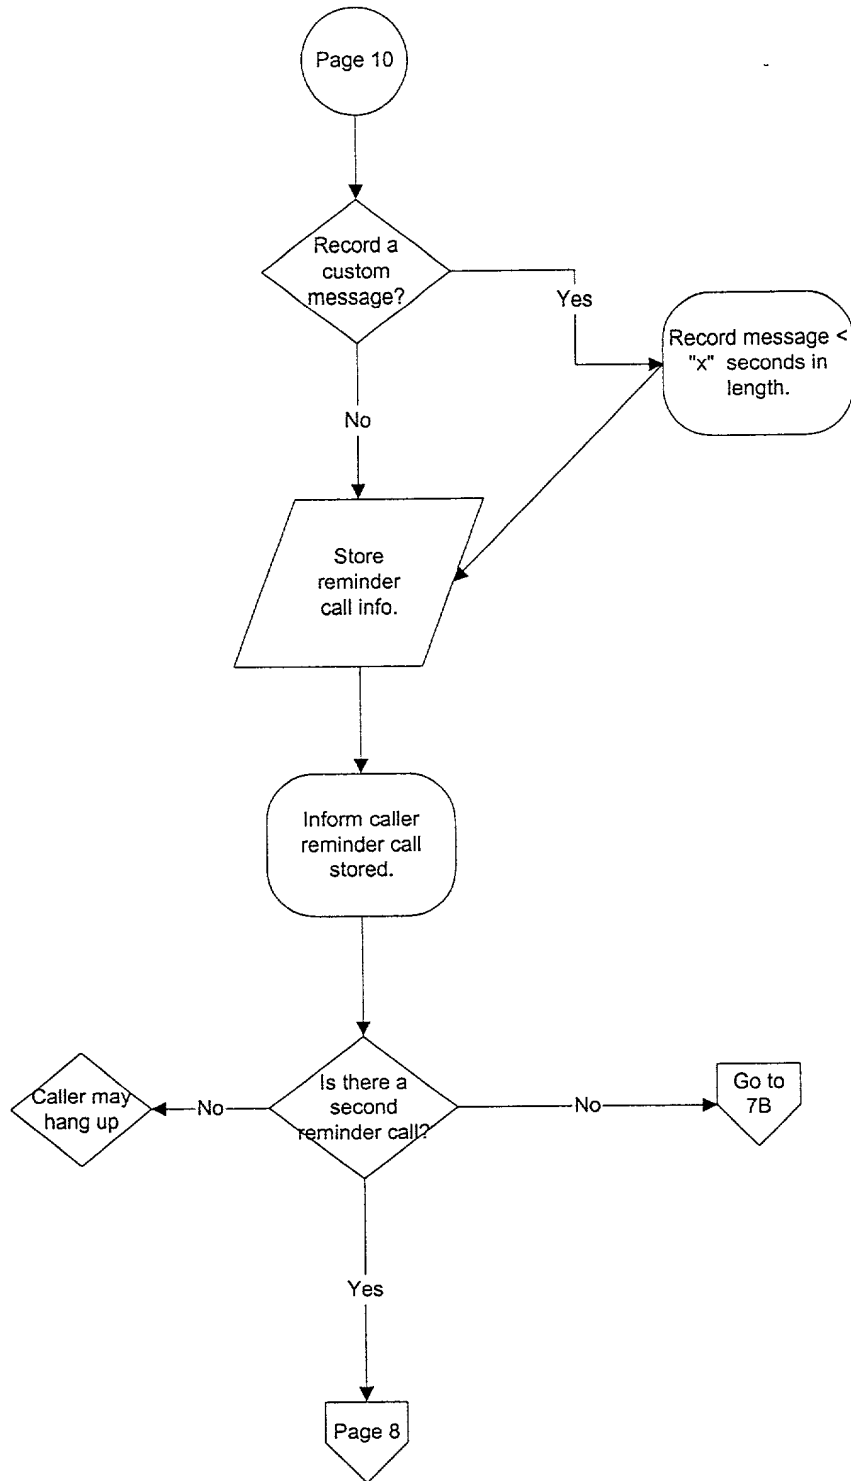 Page 10
Record a
custom
message?
Yes
Record message <
"x" seconds in
length.
No
Store
reminder
call info.
Inform caller
reminder call
stored.
Caller may
hang up
No
Is there a
second
reminder call?
No
Go to
7B
Yes
Page 8